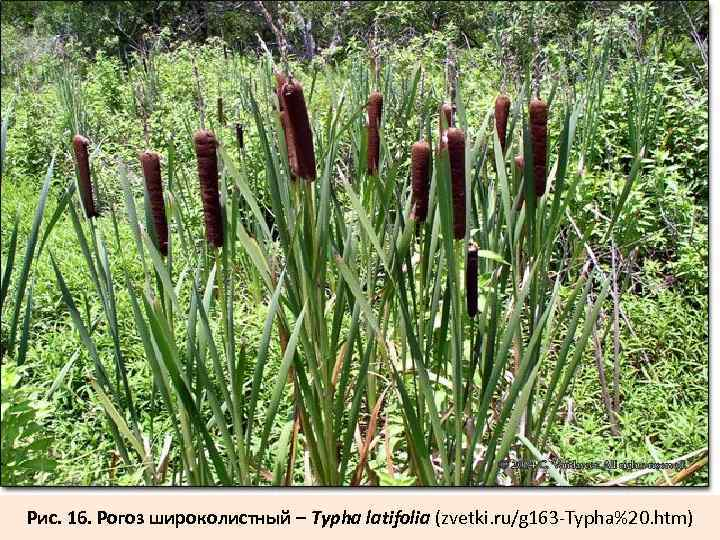 Рис. 16. Рогоз широколистный – Typha latifolia (zvetki.ru/g163-Typha%20.htm)